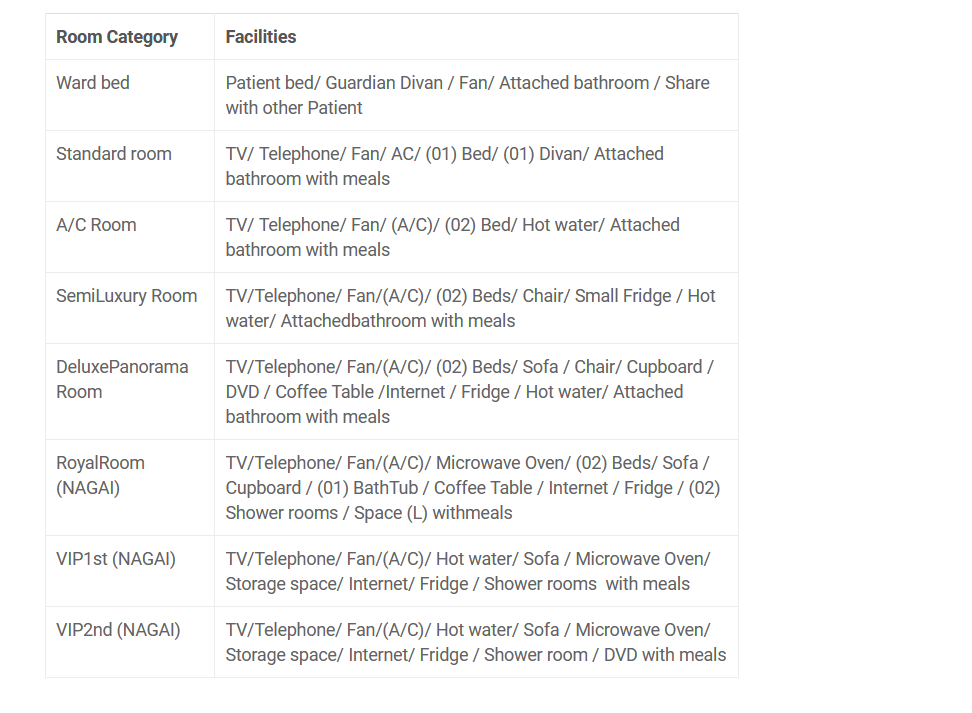 Room Category Facilities
Ward bed Patient bed/ Guardian Divan / Fan/ Attached bathroom / Share
with other Patient
Standard room TV/ Telephone/ Fan/ AC/ (01) Bed/ (01) Divan/ Attached
bathroom with meals
A/C Room TV/ Telephone/ Fan/ (A/C)/ (02) Bed/ Hot water/ Attached
bathroom with meals
SemiLuxury Room TV/Telephone/ Fan/(A/C)/ (02) Beds/ Chair/ Small Fridge / Hot
water/ Attachedbathroom with meals
DeluxePanorama
Room
TV/Telephone/ Fan/(A/C)/ (02) Beds/ Sofa / Chair/ Cupboard /
DVD / Coffee Table /Internet / Fridge / Hot water/ Attached
bathroom with meals
RoyalRoom
(NAGAI)
TV/Telephone/ Fan/(A/C)/ Microwave Oven/ (02) Beds/ Sofa /
Cupboard / (01) BathTub / Coffee Table / Internet / Fridge / (02)
Shower rooms / Space (L) withmeals
VIP1st (NAGAI) TV/Telephone/ Fan/(A/C)/ Hot water/ Sofa / Microwave Oven/
Storage space/ Internet/ Fridge / Shower rooms  with meals
VIP2nd (NAGAI) TV/Telephone/ Fan/(A/C)/ Hot water/ Sofa / Microwave Oven/
Storage space/ Internet/ Fridge / Shower room / DVD with meals